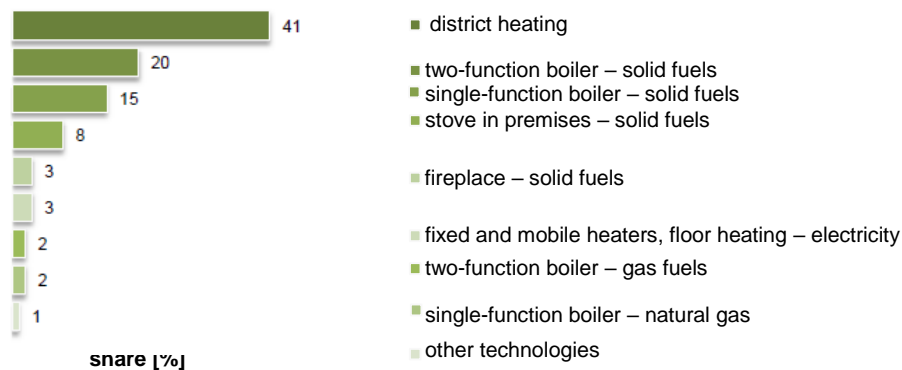 41
district heating
20
two-function boiler – solid fuels
15
single-function boiler – solid fuels
8
stove in premises – solid fuels
3
fireplace – solid fuels
3
fixed and mobile heaters, floor heating – electricity
2
two-function boiler – gas fuels
2
single-function boiler – natural gas
1
other technologies
share [%]